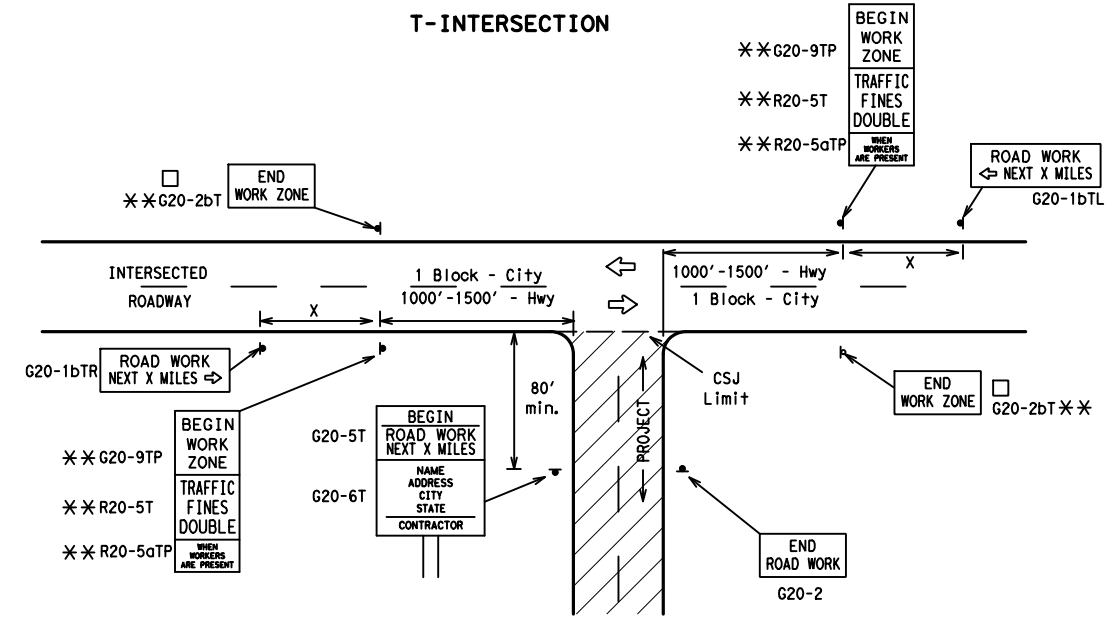 T-INTERSECTION
BEGIN
WORK
ZONE
**G20-9TP
TRAFFIC
FINES
DOUBLE
**R20-5T
WHEN
WORKERS
ARE PRESENT
**R20-5aTP
ROAD WORK
⇦ NEXT X MILES
G20-1bTL
END
WORK ZONE
□
**G20-2bT
INTERSECTED
ROADWAY
1 Block - City
1000'-1500' - Hwy
1000'-1500' - Hwy
1 Block - City
X
X
G20-1bTR
ROAD WORK
NEXT X MILES ⇨
80'
min.
PROJECT
CSJ
Limit
END
WORK ZONE
□
G20-2bT**
BEGIN
WORK
ZONE
**G20-9TP
TRAFFIC
FINES
DOUBLE
**R20-5T
WHEN
WORKERS
ARE PRESENT
**R20-5aTP
BEGIN
ROAD WORK
NEXT X MILES
G20-5T
NAME
ADDRESS
CITY
STATE
CONTRACTOR
G20-6T
END
ROAD WORK
G20-2